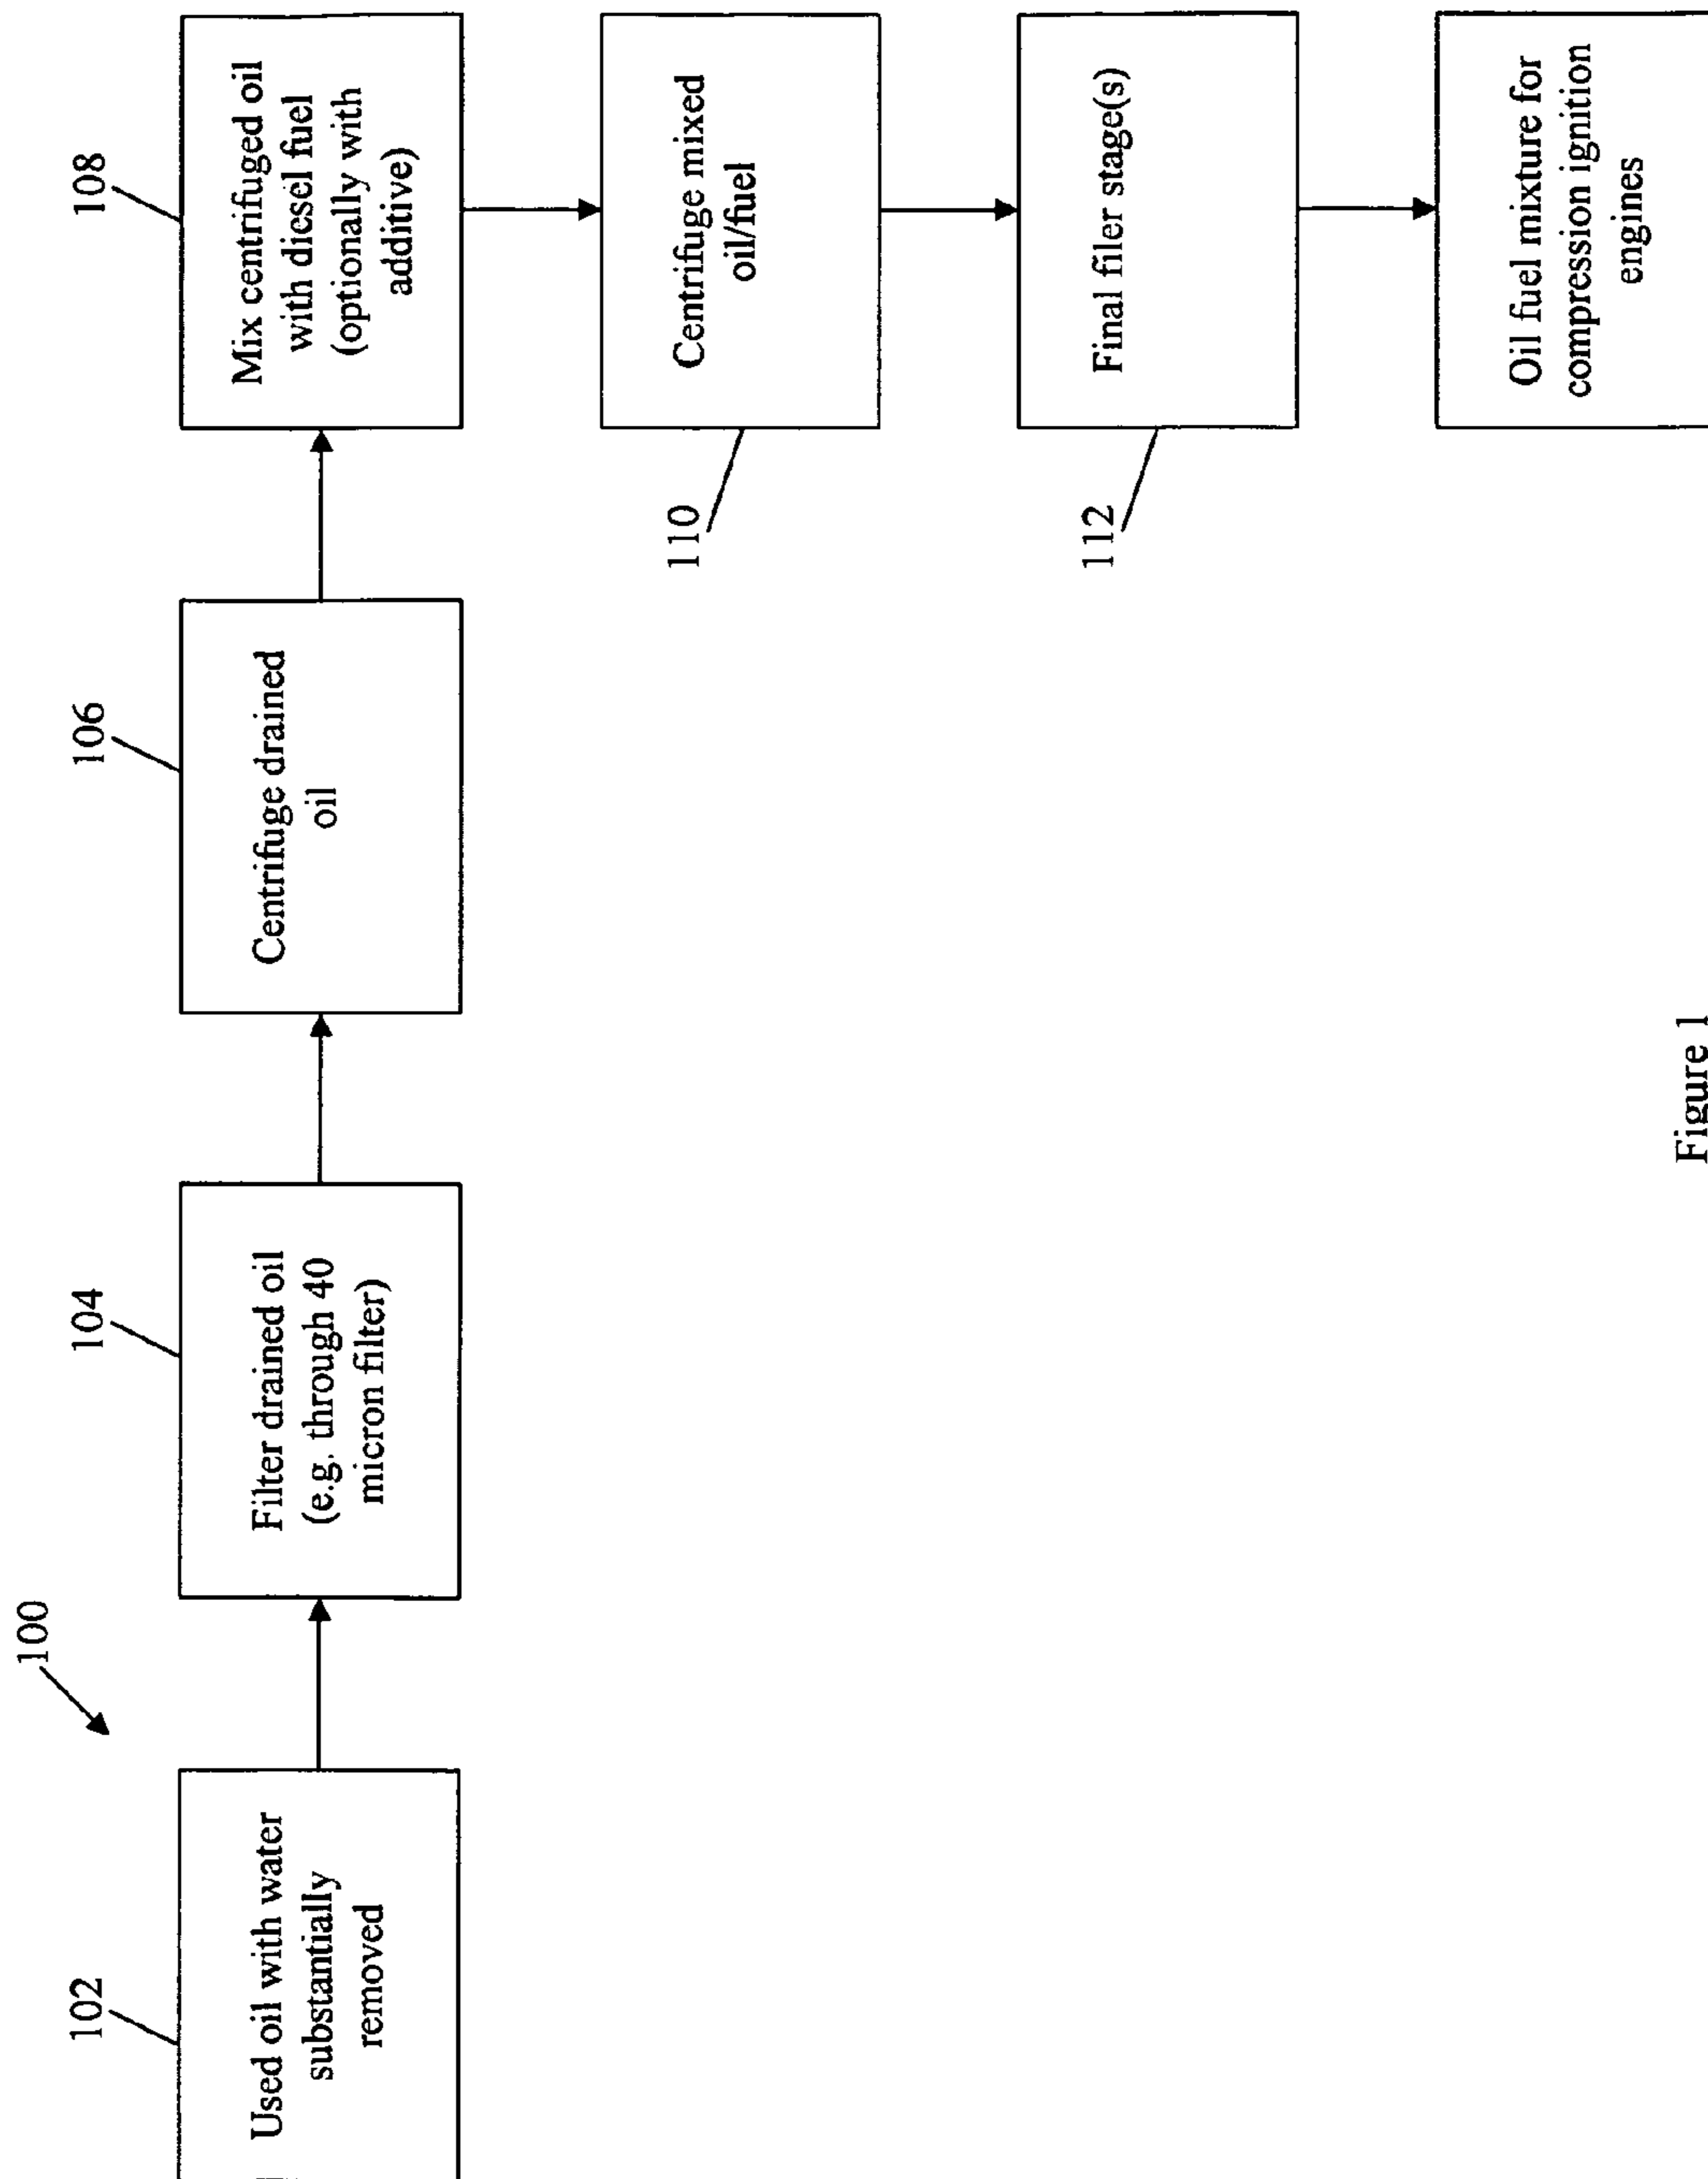 100
102
Used oil with water
substantially
removed
104
Filter drained oil
(e.g. through 40
micron filter)
106
Centrifuge drained
oil
108
Mix centrifuged oil
with diesel fuel
(optionally with
additive)
110
Centrifuge mixed
oil/fuel
112
Final filer stage(s)
Oil fuel mixture for
compression ignition
engines
Figure 1